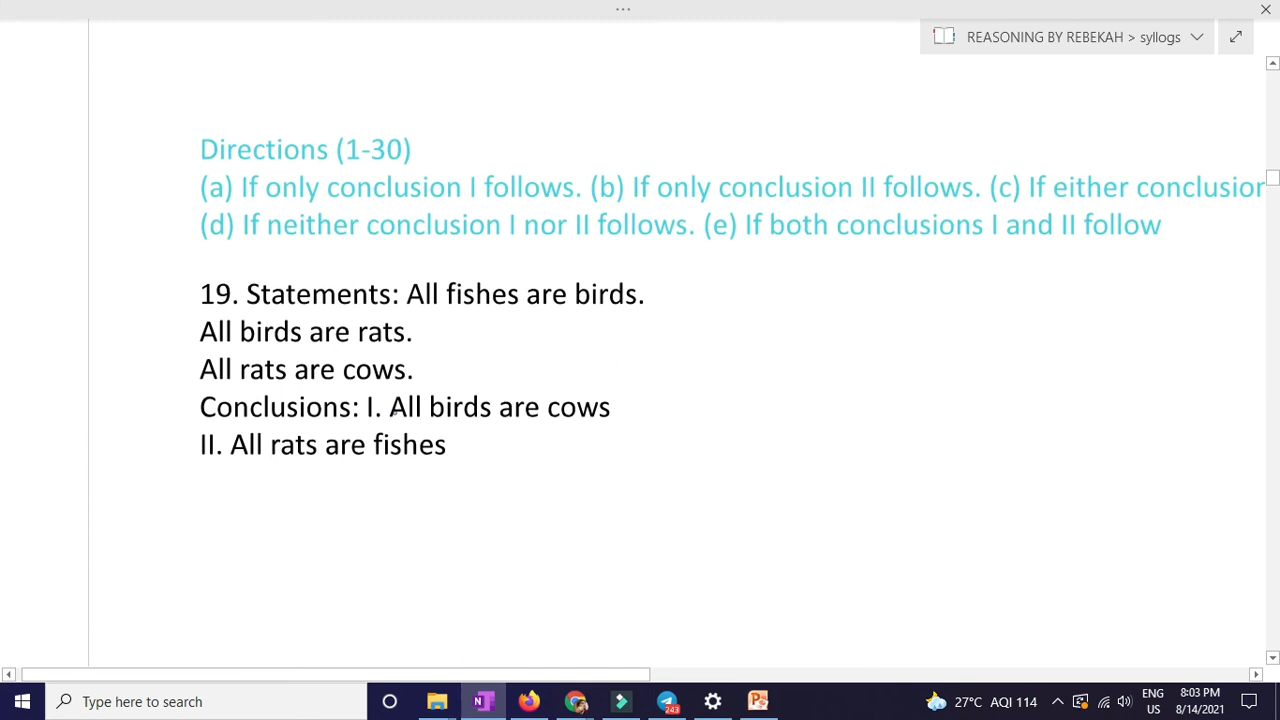 REASONING BY REBEKAH > syllogs
Directions (1-30)
(a) If only conclusion I follows. (b) If only conclusion II follows. (c) If either conclusion
(d) If neither conclusion I nor II follows. (e) If both conclusions I and II follow
19. Statements: All fishes are birds.
All birds are rats.
All rats are cows.
Conclusions: I. All birds are cows
II. All rats are fishes
Type here to search
243
27°C AQI 114
ENG
US
8:03 PM
8/14/2021